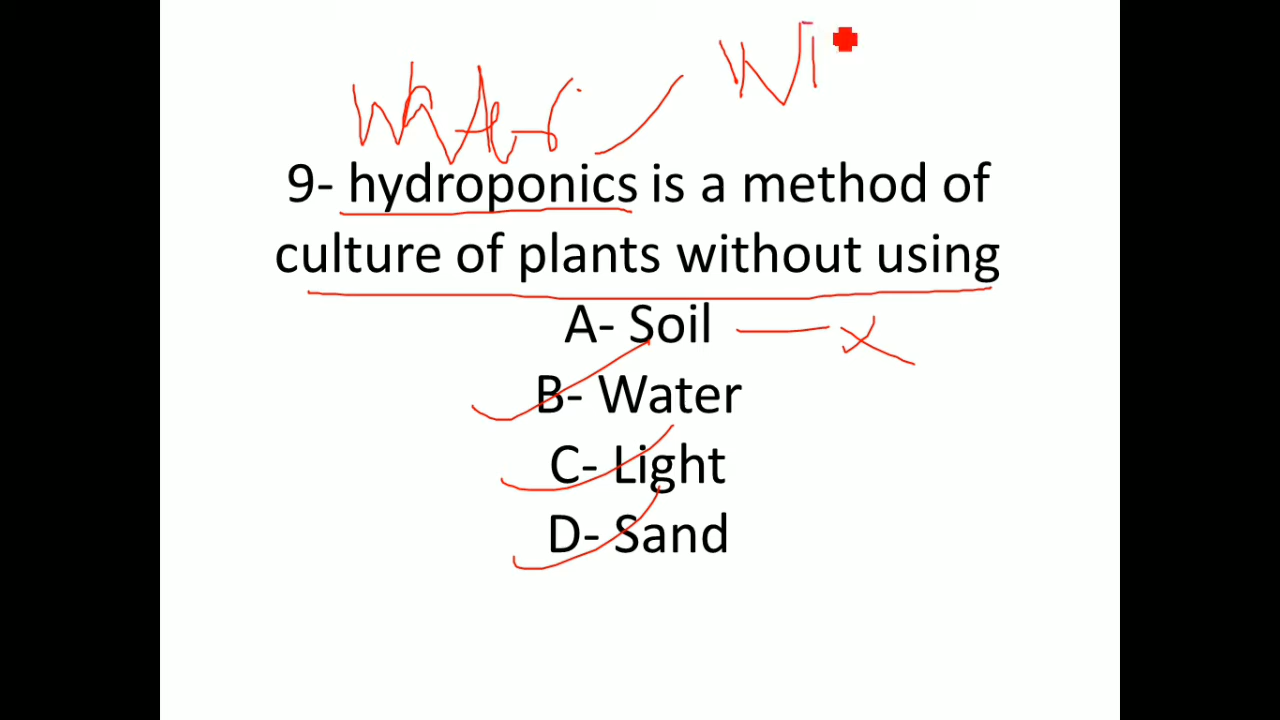 Water
9- hydroponics is a method of
culture of plants without using
A- Soil
B- Water
C- Light
D- Sand